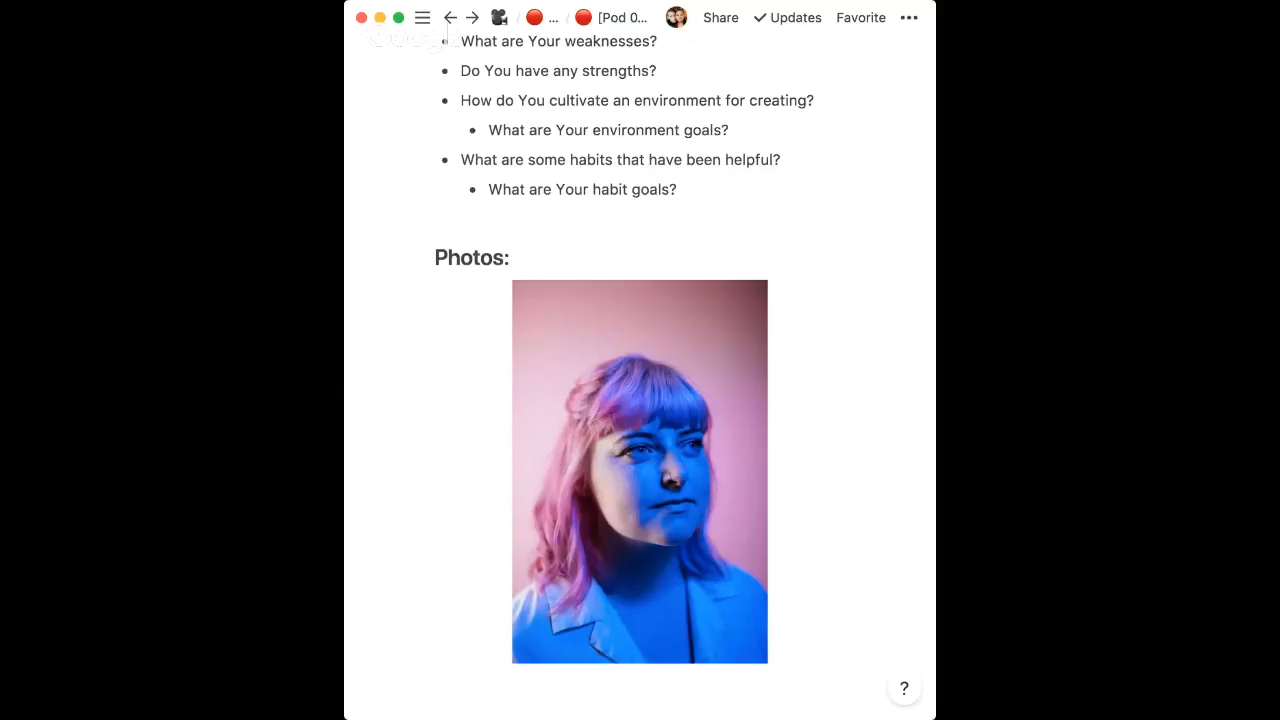 ... [Pod 0... Share Updates Favorite
What are Your weaknesses?
Do You have any strengths?
How do You cultivate an environment for creating?
What are Your environment goals?
What are some habits that have been helpful?
What are Your habit goals?
Photos:
?